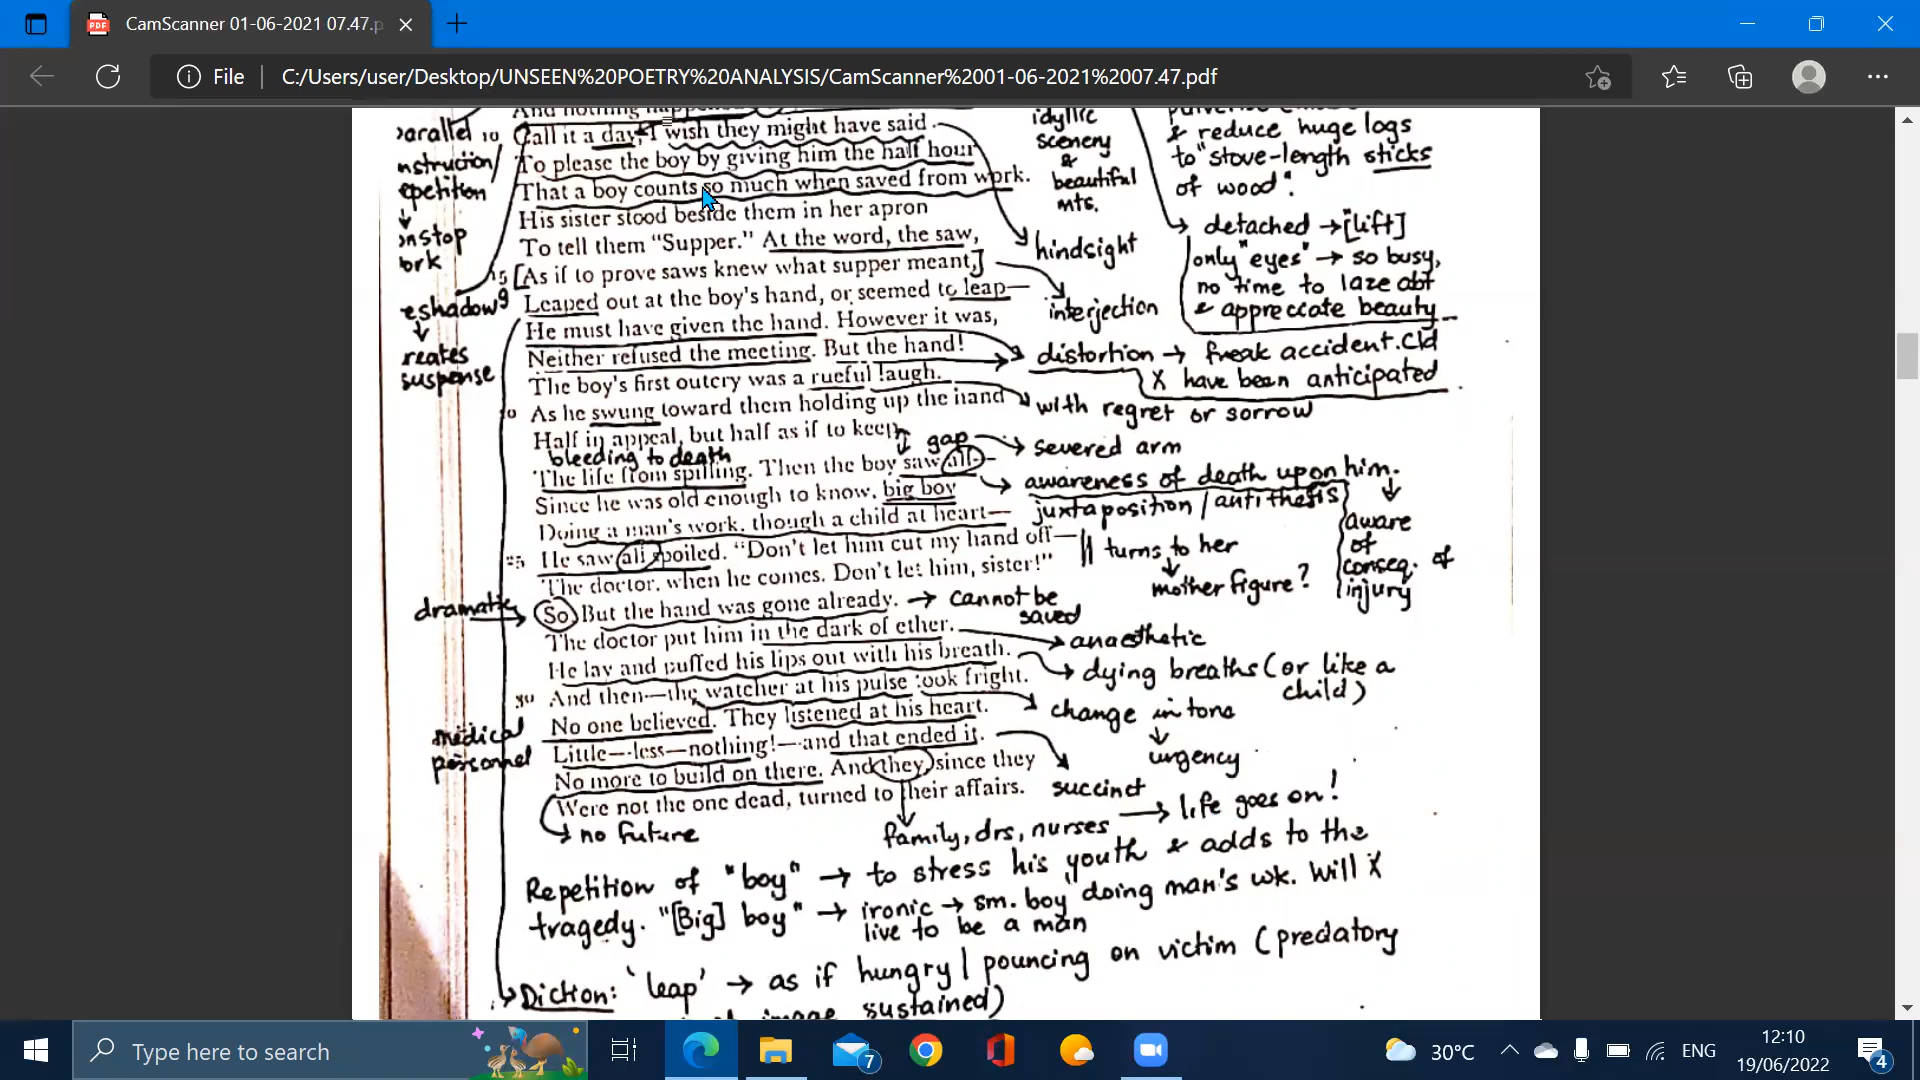 CamScanner 01-06-2021 07.47.p
File
C:/Users/user/Desktop/UNSEEN%20POETRY%20ANALYSIS/CamScanner%2001-06-2021%2007.47.pdf
And nothing happened
Call it a day, I wish they might have said
To please the boy by giving him the half hour
That a boy counts so much when saved from work.
His sister stood beside them in her apron
To tell them "Supper." At the word, the saw,
[As if to prove saws knew what supper meant,]
Leaped out at the boy's hand, or seemed to leap—
He must have given the hand. However it was,
Neither refused the meeting. But the hand!
The boy's first outcry was a rueful laugh.
As he swung toward them holding up the hand
Half in appeal, but half as if to keep
bleeding to death
The life from spilling. Then the boy saw all—
Since he was old enough to know, big boy
Doing a man's work, though a child at heart—
He saw all spoiled. "Don't let him cut my hand off—
The doctor, when he comes. Don't let him, sister!"
So. But the hand was gone already.
The doctor put him in the dark of ether.
He lay and puffed his lips out with his breath.
And then—the watcher at his pulse took fright.
No one believed. They listened at his heart.
Little—less—nothing!—and that ended it.
No more to build on there. And they, since they
Were not the one dead, turned to their affairs.
parallel
nstruction/
epetition
onstop
ork
eshadowg
reates
suspense
dramatic
medical
personnel
idyllic
scenery
&
beautiful
mts.
hindsight
interjection
& reduce huge logs
to "stove-length sticks
of wood".
detached → [lift]
only "eyes" → so busy,
no time to laze abt
& appreccate beauty
distortion → freak accident. Cld
X have been anticipated
with regret or sorrow
gap → severed arm
awareness of death upon him.
juxtaposition / antithesis
aware
of
conseq. of
injury
turns to her
mother figure?
→ cannot be
saved
anaesthetic
dying breaths (or like a
child)
change in tone
urgency
succinct
no future
family, drs, nurses → life goes on!
Repetition of "boy" → to stress his youth & adds to the
tragedy. "[Big] boy" → ironic → sm. boy doing man's wk. Will X
live to be a man
Diction: 'leap' → as if hungry / pouncing on victim (predatory
image sustained)
10
Type here to search
7
30°C
ENG
12:10
19/06/2022
4